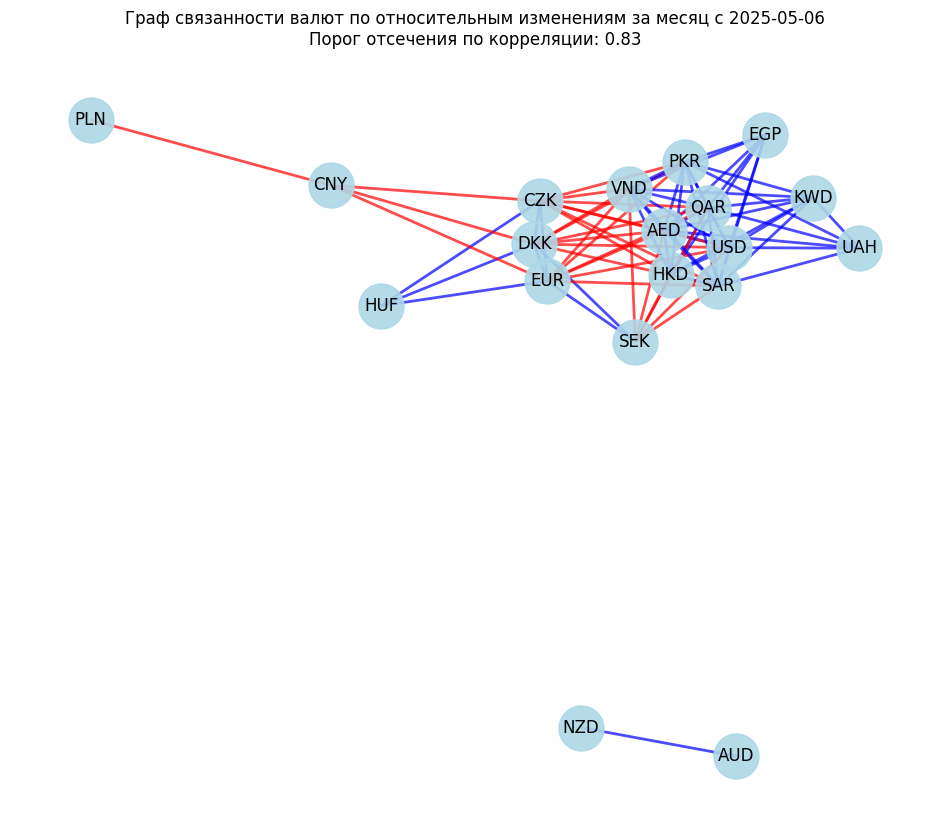 Граф связанности валют по относительным изменениям за месяц с 2025-05-06
Порог отсечения по корреляции: 0.83
PLN
EGP
PKR
CNY
VND
CZK
QAR
KWD
AED
DKK
USD
UAH
HKD
EUR
SAR
HUF
SEK
NZD
AUD